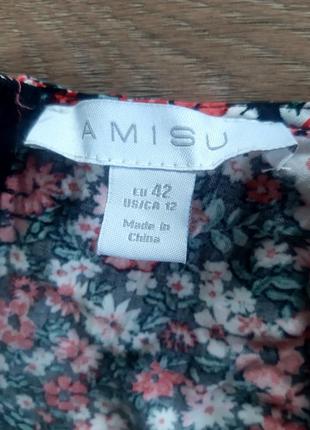 AMISU
EU 42
US/CA 12
Made in
China